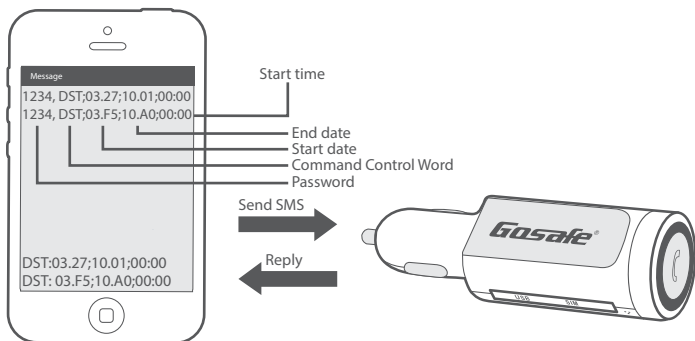 Message
1234, DST;03.27;10.01;00:00
1234, DST;03.F5;10.A0;00:00
Start time
End date
Start date
Command Control Word
Password
Send SMS
Reply
DST:03.27;10.01;00:00
DST: 03.F5;10.A0;00:00
Gosafe®
USB
SIM